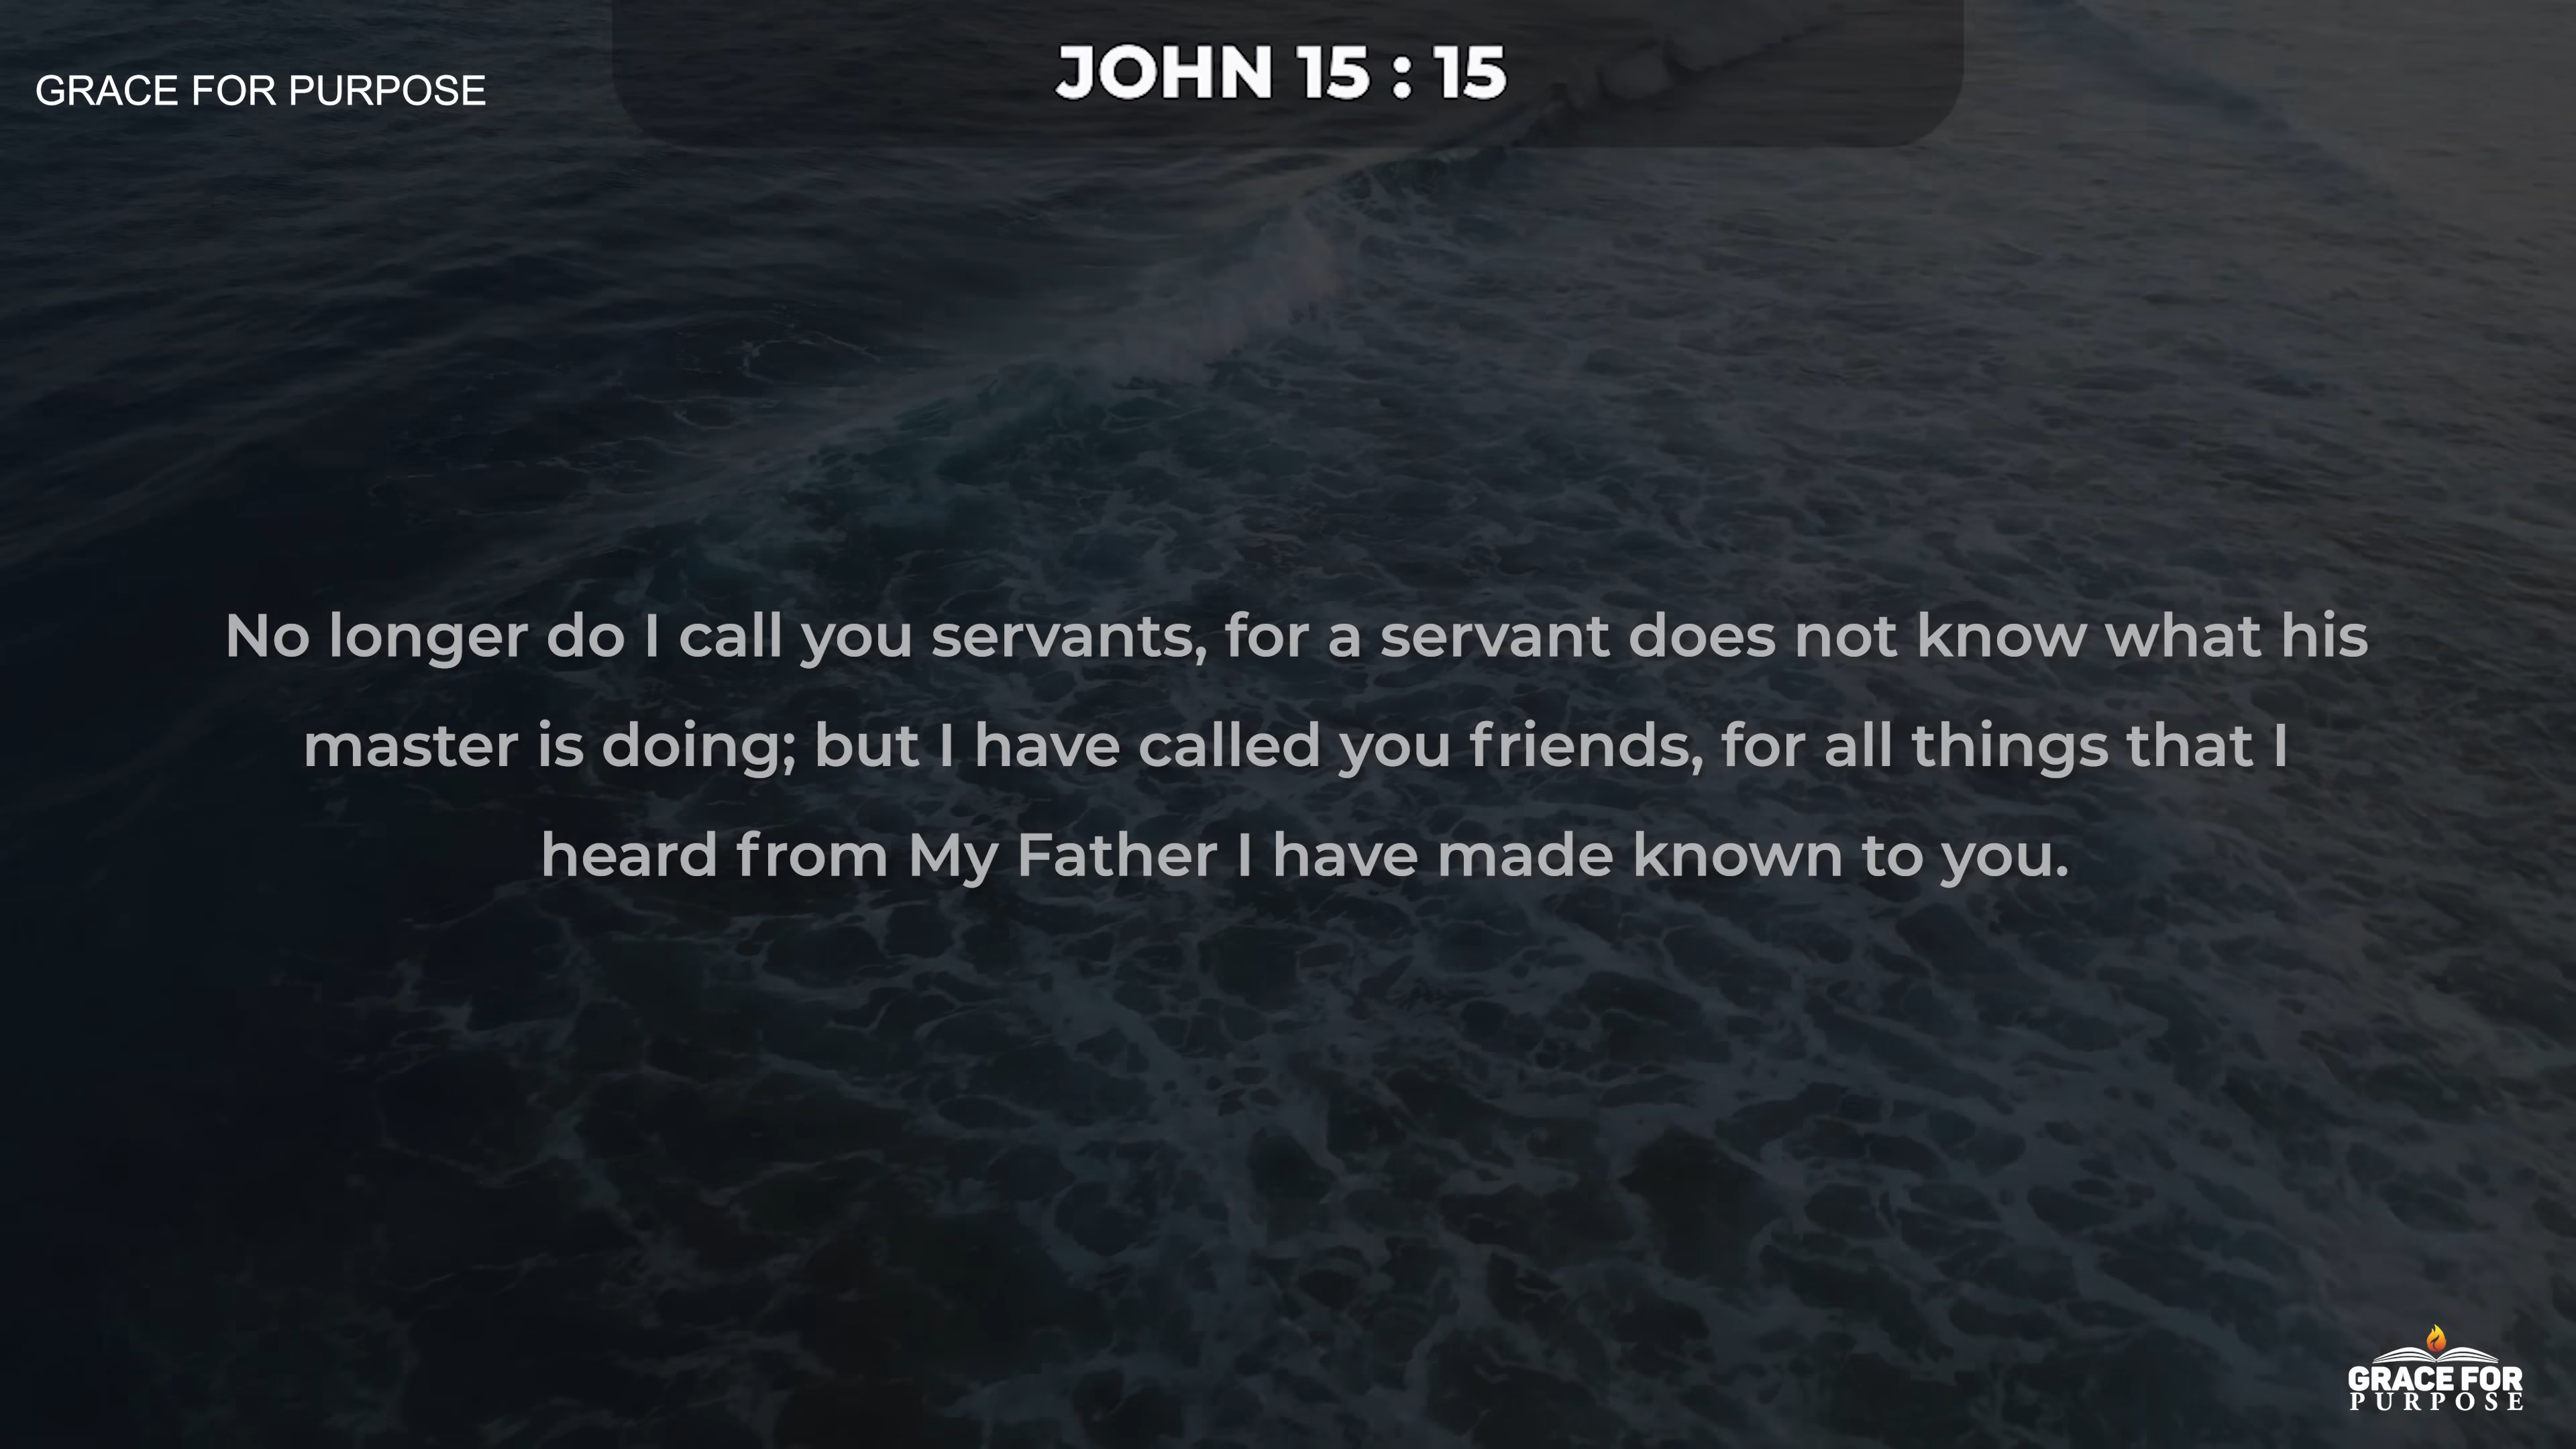 GRACE FOR PURPOSE
JOHN 15 : 15
No longer do I call you servants, for a servant does not know what his
master is doing; but I have called you friends, for all things that I
heard from My Father I have made known to you.
GRACE FOR
PURPOSE